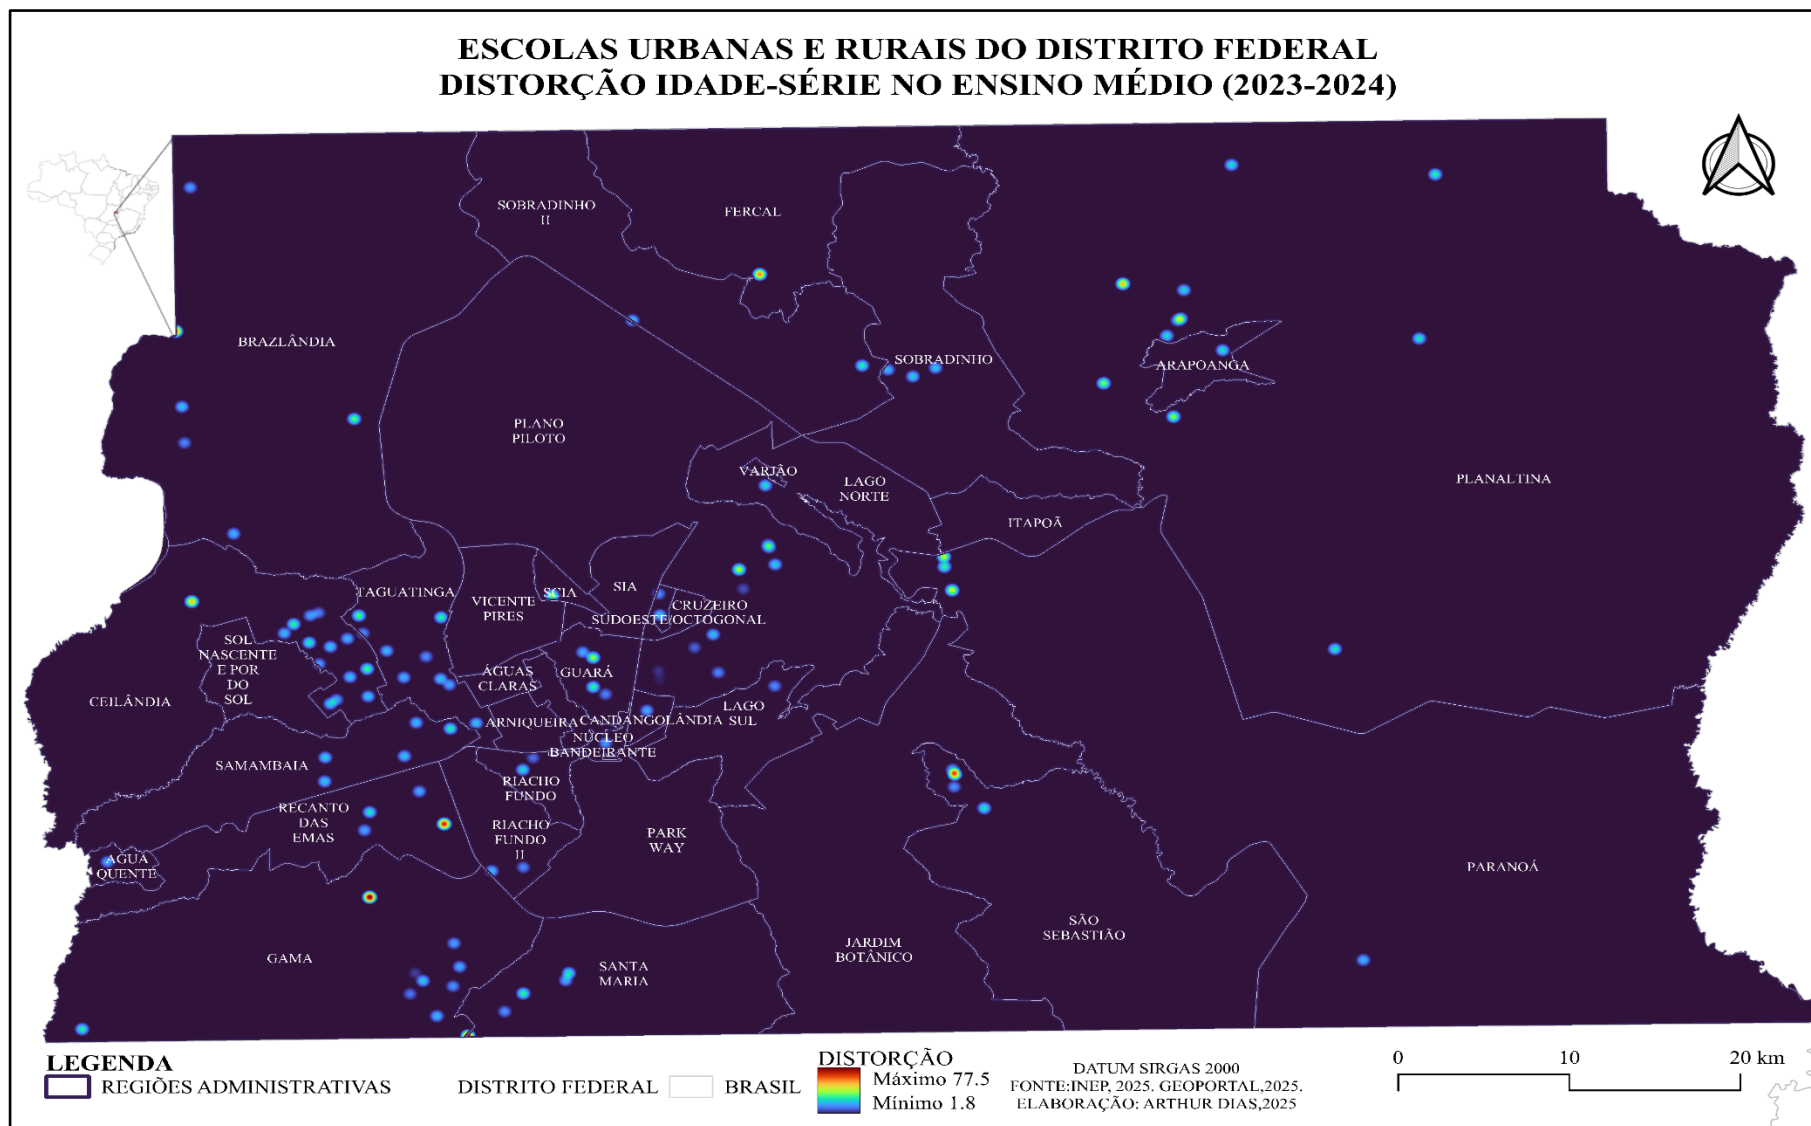 ESCOLAS URBANAS E RURAIS DO DISTRITO FEDERAL
DISTORÇÃO IDADE-SÉRIE NO ENSINO MÉDIO (2023-2024)
SOBRADINHO
II
FERCAL
BRAZLÂNDIA
SOBRADINHO
ARAPOANGA
PLANO
PILOTO
VARJÃO
LAGO
NORTE
PLANALTINA
ITAPOÃ
TAGUATINGA
VICENTE
PIRES
SCIA
SIA
CRUZEIRO
SUDOESTE/OCTOGONAL
SOL
NASCENTE
E POR
DO
SOL
CEILÂNDIA
ÁGUAS
CLARAS
GUARÁ
LAGO
SUL
ARNIQUEIRA
CANDANGOLÂNDIA
NÚCLEO
BANDEIRANTE
SAMAMBAIA
RIACHO
FUNDO
RECANTO
DAS
EMAS
RIACHO
FUNDO
II
PARK
WAY
ÁGUA
QUENTE
PARANOÁ
SÃO
SEBASTIÃO
JARDIM
BOTÂNICO
GAMA
SANTA
MARIA
LEGENDA
REGIÕES ADMINISTRATIVAS
DISTRITO FEDERAL
BRASIL
DISTORÇÃO
Máximo 77.5
Mínimo 1.8
DATUM SIRGAS 2000
FONTE:INEP, 2025. GEOPORTAL,2025.
ELABORAÇÃO: ARTHUR DIAS,2025
0 10 20 km